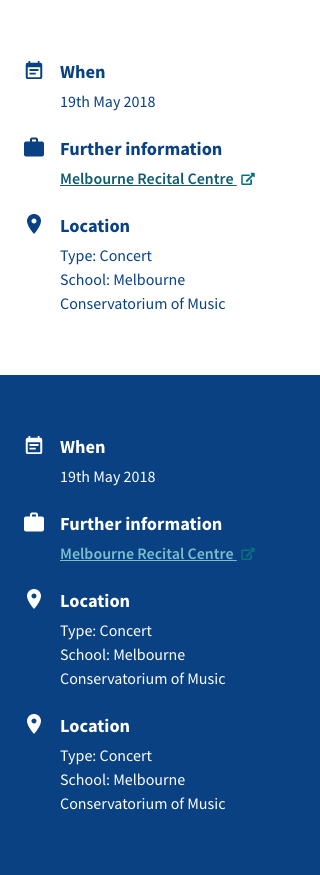 When
19th May 2018
Further information
Melbourne Recital Centre
Location
Type: Concert
School: Melbourne
Conservatorium of Music
When
19th May 2018
Further information
Melbourne Recital Centre
Location
Type: Concert
School: Melbourne
Conservatorium of Music
Location
Type: Concert
School: Melbourne
Conservatorium of Music